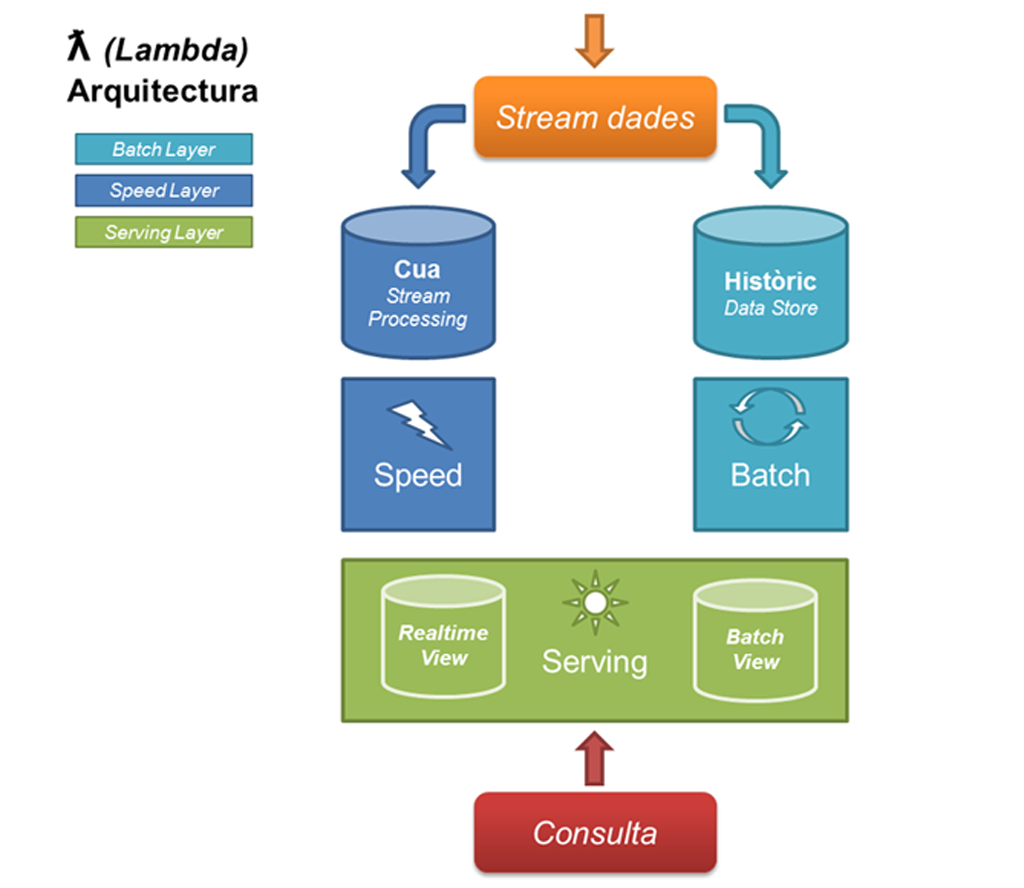 ƛ (Lambda)
Arquitectura
Batch Layer
Speed Layer
Serving Layer
Stream dades
Cua
Stream
Processing
Històric
Data Store
Speed
Batch
Realtime
View
Serving
Batch
View
Consulta